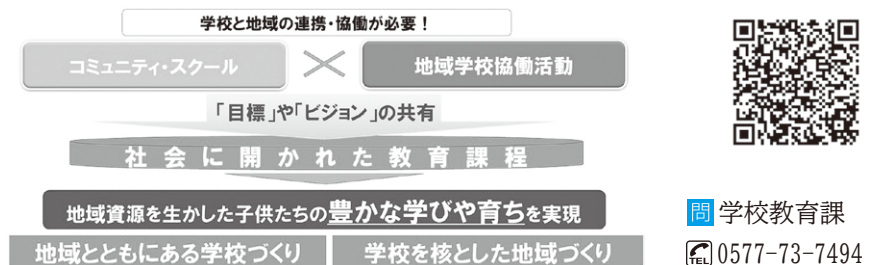 学校と地域の連携・協働が必要！
コミュニティ・スクール
×
地域学校協働活動
「目標」や「ビジョン」の共有
社会に開かれた教育課程
地域資源を生かした子供たちの豊かな学びや育ちを実現
地域とともにある学校づくり
学校を核とした地域づくり
問 学校教育課
TEL 0577-73-7494